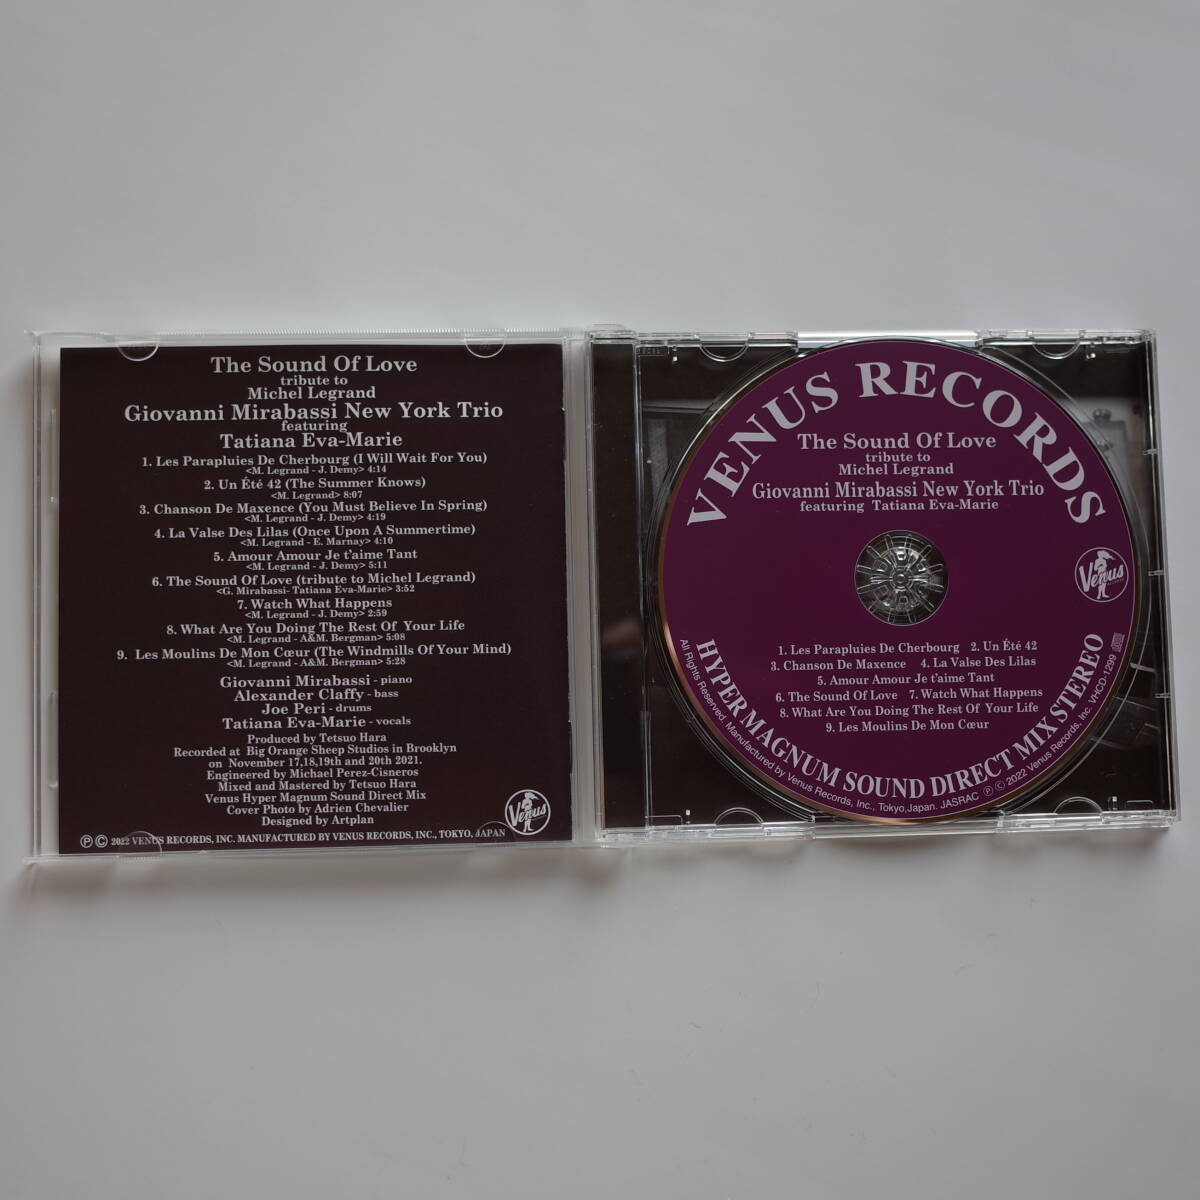 The Sound Of Love
tribute to
Michel Legrand
Giovanni Mirabassi New York Trio
featuring
Tatiana Eva-Marie
1. Les Parapluies De Cherbourg (I Will Wait For You)
<M. Legrand - J. Demy> 4:14
2. Un Été 42 (The Summer Knows)
<M. Legrand> 8:07
3. Chanson De Maxence (You Must Believe In Spring)
<M. Legrand - J. Demy> 4:19
4. La Valse Des Lilas (Once Upon A Summertime)
<M. Legrand - E. Marnay> 4:10
5. Amour Amour Je t'aime Tant
<M. Legrand - J. Demy> 5:11
6. The Sound Of Love (tribute to Michel Legrand)
<G. Mirabassi- Tatiana Eva-Marie> 3:52
7. Watch What Happens
<M. Legrand - J. Demy> 2:59
8. What Are You Doing The Rest Of Your Life
<M. Legrand - A&M. Bergman> 5:08
9. Les Moulins De Mon Cœur (The Windmills Of Your Mind)
<M. Legrand - A&M. Bergman> 5:28
Giovanni Mirabassi - piano
Alexander Claffy - bass
Joe Peri - drums
Tatiana Eva-Marie - vocals
Produced by Tetsuo Hara
Recorded at Big Orange Sheep Studios in Brooklyn
on November 17,18,19th and 20th 2021.
Engineered by Michael Perez-Cisneros
Mixed and Mastered by Tetsuo Hara
Venus Hyper Magnum Sound Direct Mix
Cover Photo by Adrien Chevalier
Designed by Artplan
Venus
Ⓟ Ⓒ 2022 VENUS RECORDS, INC. MANUFACTURED BY VENUS RECORDS, INC., TOKYO, JAPAN
VENUS RECORDS
The Sound Of Love
tribute to
Michel Legrand
Giovanni Mirabassi New York Trio
featuring Tatiana Eva-Marie
Venus
1. Les Parapluies De Cherbourg 2. Un Été 42
3. Chanson De Maxence 4. La Valse Des Lilas
5. Amour Amour Je t'aime Tant
6. The Sound Of Love 7. Watch What Happens
8. What Are You Doing The Rest Of Your Life
9. Les Moulins De Mon Cœur
HYPER MAGNUM SOUND DIRECT MIX STEREO
All Rights Reserved. Manufactured by Venus Records, Inc., Tokyo,Japan. JASRAC Ⓟ Ⓒ 2022 Venus Records, Inc. VHCD-1299